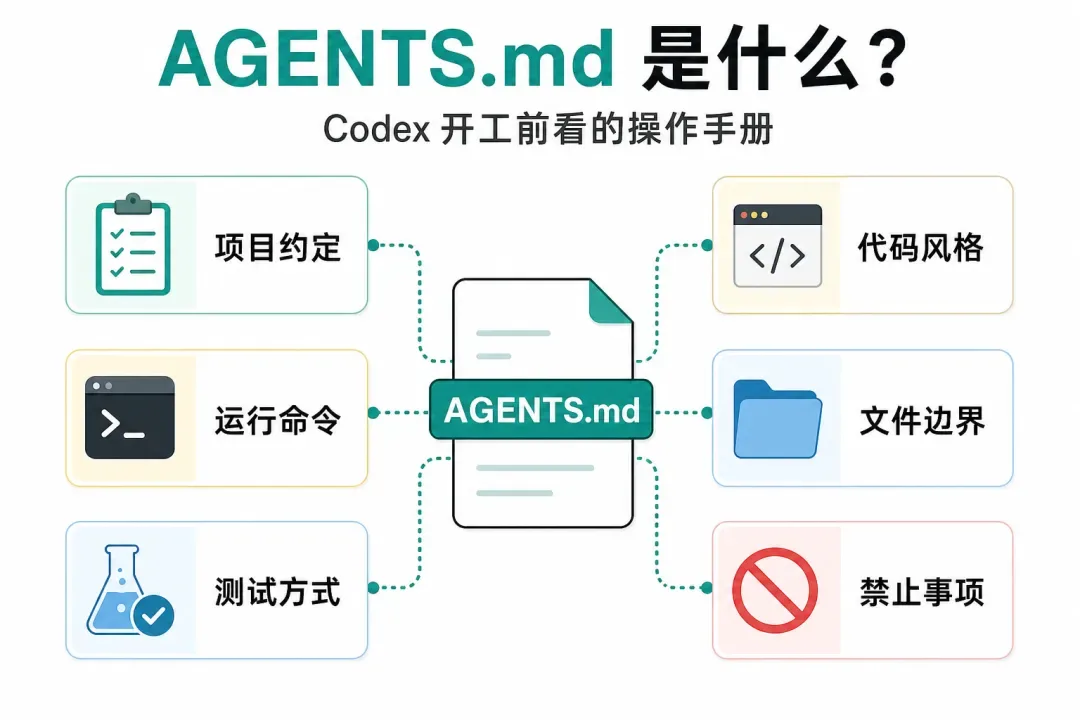 AGENTS.md 是什么?
Codex 开工前看的操作手册
项目约定
代码风格
</>
AGENTS.md
运行命令
>_
文件边界
测试方式
禁止事项